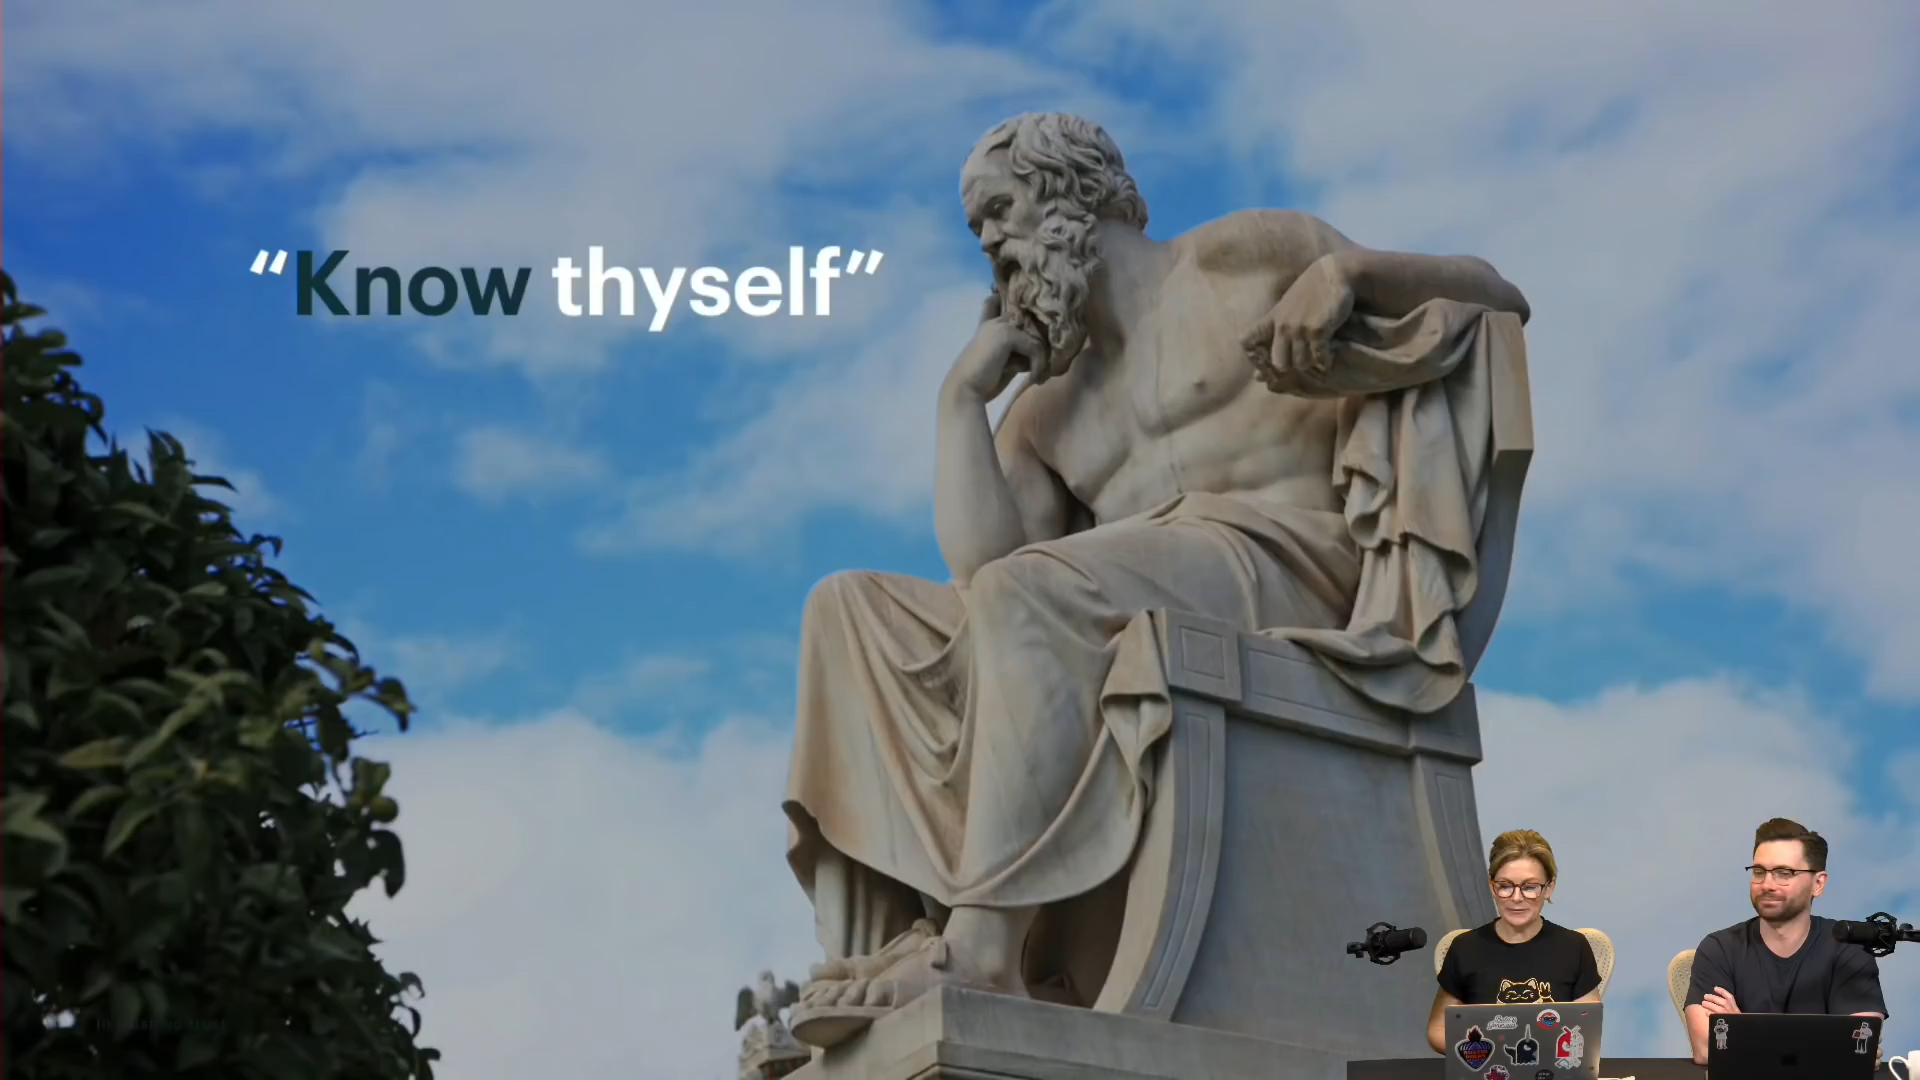 “Know thyself”